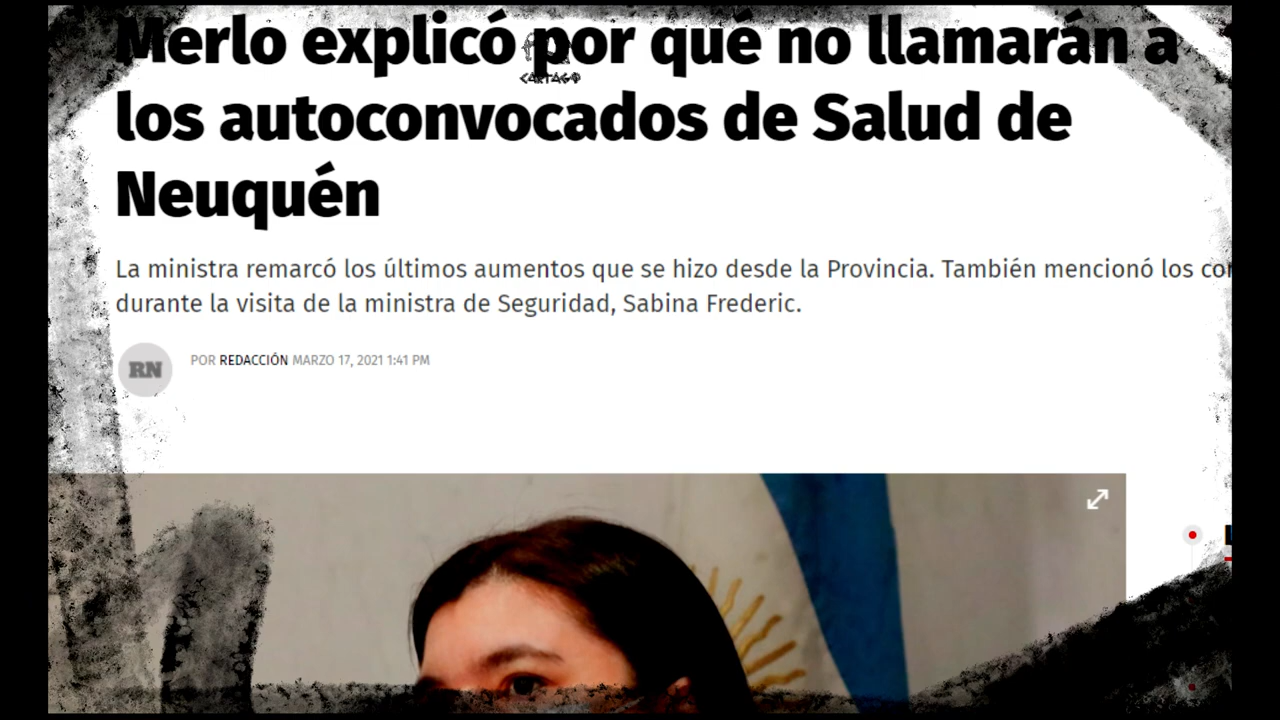 Merlo explicó por qué no llamarán a
CARTAGO
los autoconvocados de Salud de
Neuquén
La ministra remarcó los últimos aumentos que se hizo desde la Provincia. También mencionó los
durante la visita de la ministra de Seguridad, Sabina Frederic.
RN
POR REDACCIÓN MARZO 17, 2021 1:41 PM